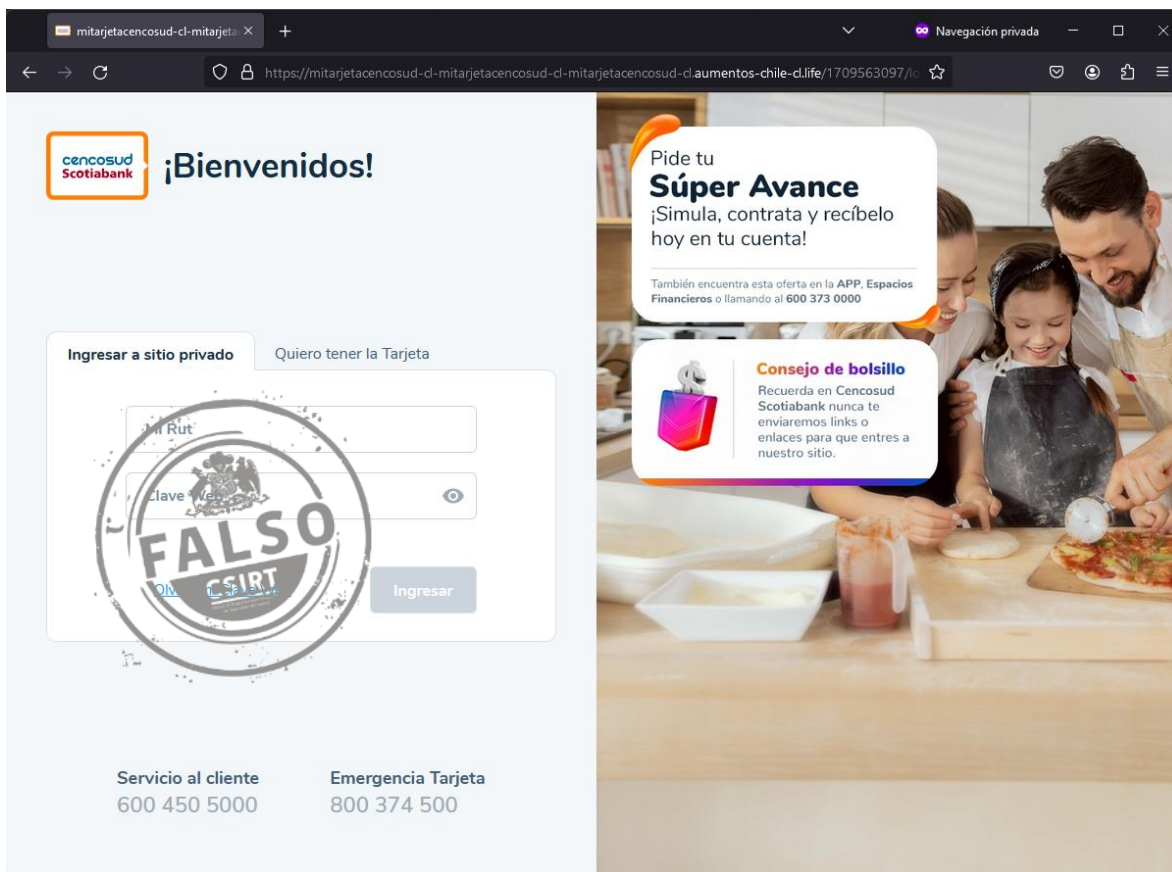 mitarjetacencosud-cl-mitarjeta
Navegación privada
https://mitarjetacencosud-cl-mitarjetacencosud-cl-mitarjetacencosud-cl.aumentos-chile-cl.life/1709563097/lo
cencosud
Scotiabank
¡Bienvenidos!
Ingresar a sitio privado
Quiero tener la Tarjeta
Mi Rut
Clave Web
FALSO
CSIRT
Ingresar
Servicio al cliente
600 450 5000
Emergencia Tarjeta
800 374 500
Pide tu
Súper Avance
¡Simula, contrata y recíbelo
hoy en tu cuenta!
También encuentra esta oferta en la APP, Espacios
Financieros o llamando al 600 373 0000
Consejo de bolsillo
Recuerda en Cencosud
Scotiabank nunca te
enviaremos links o
enlaces para que entres a
nuestro sitio.